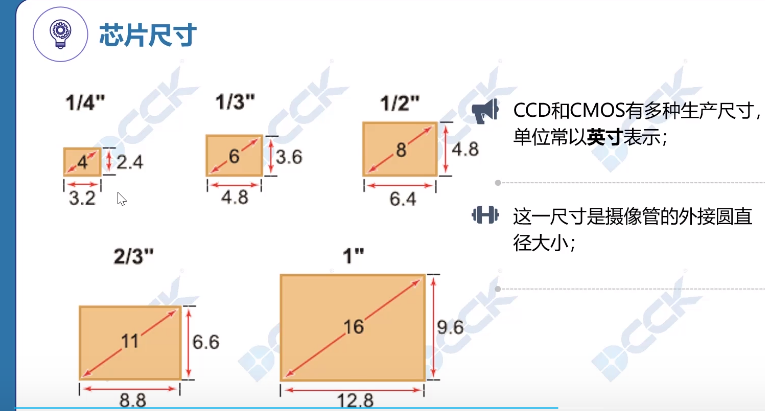 芯片尺寸
1/4"
1/3"
1/2"
4
2.4
3.2
6
3.6
4.8
8
4.8
6.4
CCD和CMOS有多种生产尺寸，
单位常以英寸表示；
这一尺寸是摄像管的外接圆直
径大小；
2/3"
1"
11
6.6
8.8
16
9.6
12.8
DCCK
DCCK
DCCK
DCCK
DCCK
DCCK
DCCK
DCCK